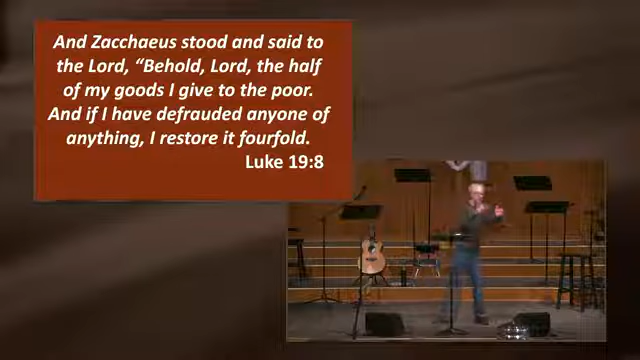 And Zacchaeus stood and said to
the Lord, “Behold, Lord, the half
of my goods I give to the poor.
And if I have defrauded anyone of
anything, I restore it fourfold.
Luke 19:8